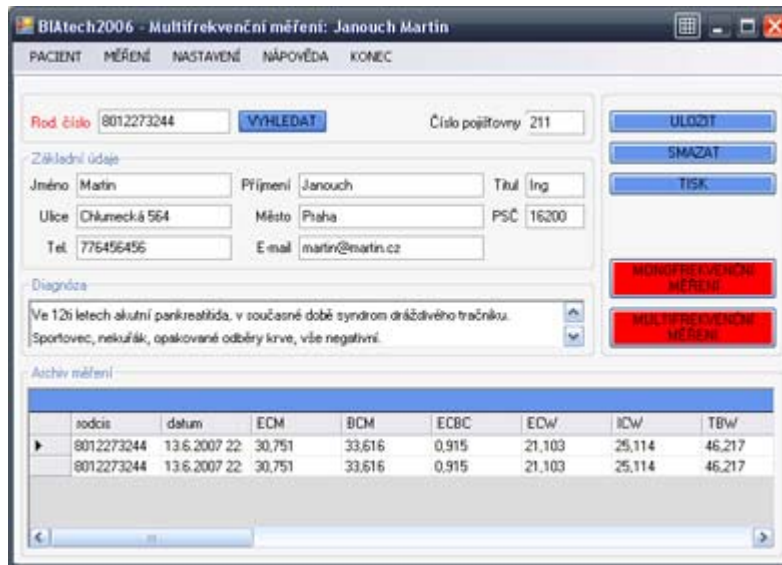 BIAtech2006 - Multifrekvenční měření: Janouch Martin
PACIENT MĚŘENÍ NASTAVENÍ NÁPOVĚDA KONEC
Rod. číslo 8012273244 VYHLEDAT Číslo pojišťovny 211
ULOŽIT
SMAZAT
TISK
Základní údaje
Jméno Martin Příjmení Janouch Titul Ing
Ulice Chlumecká 564 Město Praha PSČ 16200
Tel. 776456456 E-mail martin@martin.cz
MONOFREKVENČNÍ
MĚŘENÍ
MULTIFREKVENČNÍ
MĚŘENÍ
Diagnóza
Ve 126 letech akutní pankreatitida, v současné době syndrom dráždivého tračníku.
Sportovec, nekuřák, opakované odběry krve, vše negativní.
Archiv měření
rodcis datum ECM BCM ECBC ECW ICW TBW
8012273244 13.6.2007 22 30,751 33,616 0,915 21,103 25,114 46,217
8012273244 13.6.2007 22 30,751 33,616 0,915 21,103 25,114 46,217